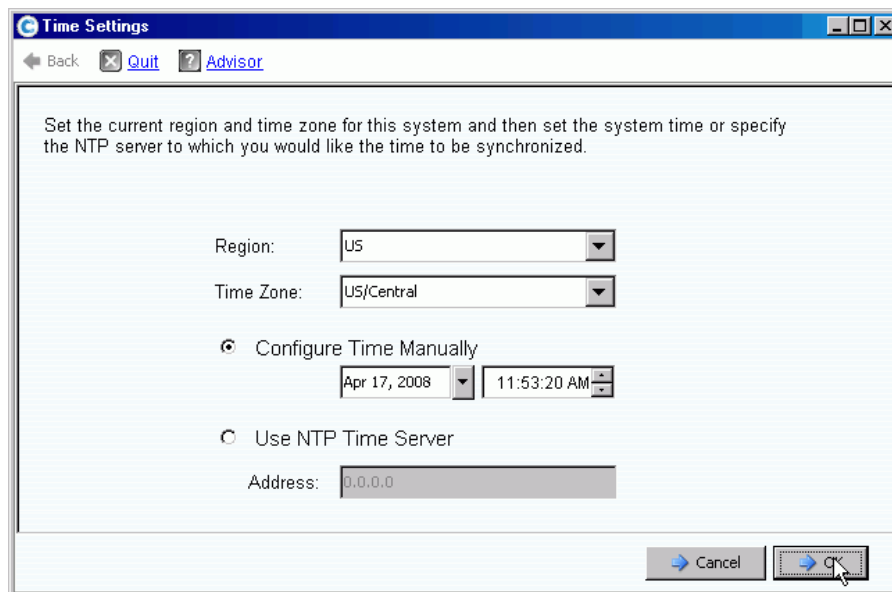 Time Settings
Back Quit Advisor
Set the current region and time zone for this system and then set the system time or specify
the NTP server to which you would like the time to be synchronized.
Region: US
Time Zone: US/Central
Configure Time Manually
Apr 17, 2008 11:53:20 AM
Use NTP Time Server
Address: 0.0.0.0
Cancel OK